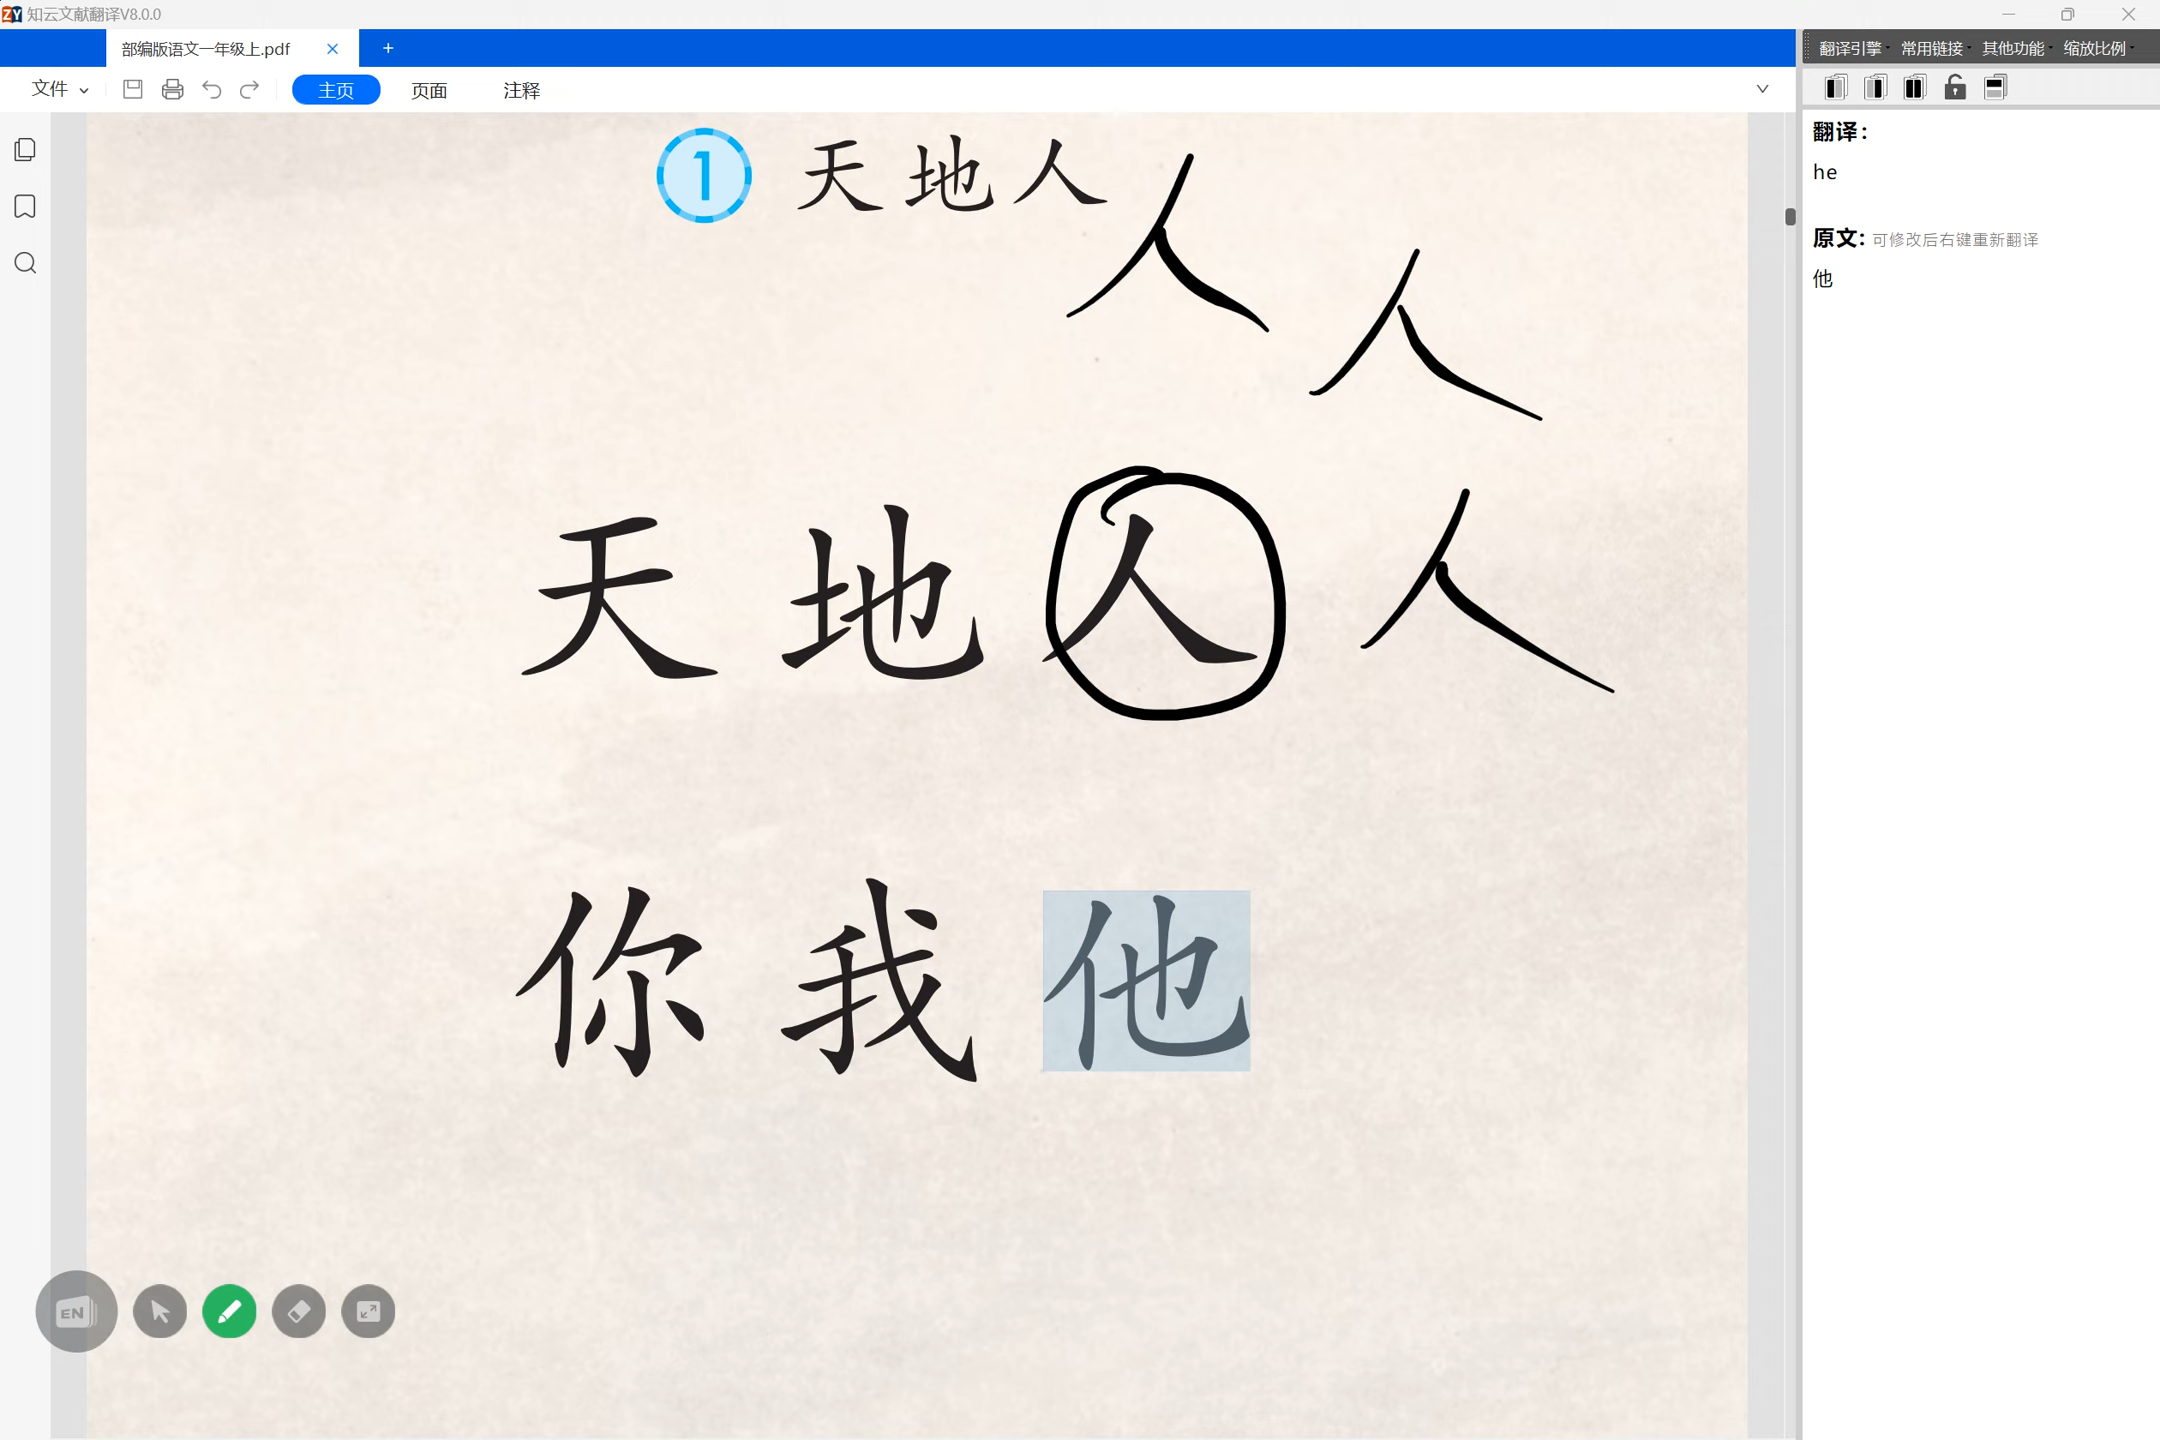 知云文献翻译V8.0.0
部编版语文一年级上.pdf
翻译引擎 常用链接 其他功能 缩放比例
文件 主页 页面 注释
翻译：
he
原文: 可修改后右键重新翻译
他
1 天地人
人
人
天 地 人 人
你 我 他
EN